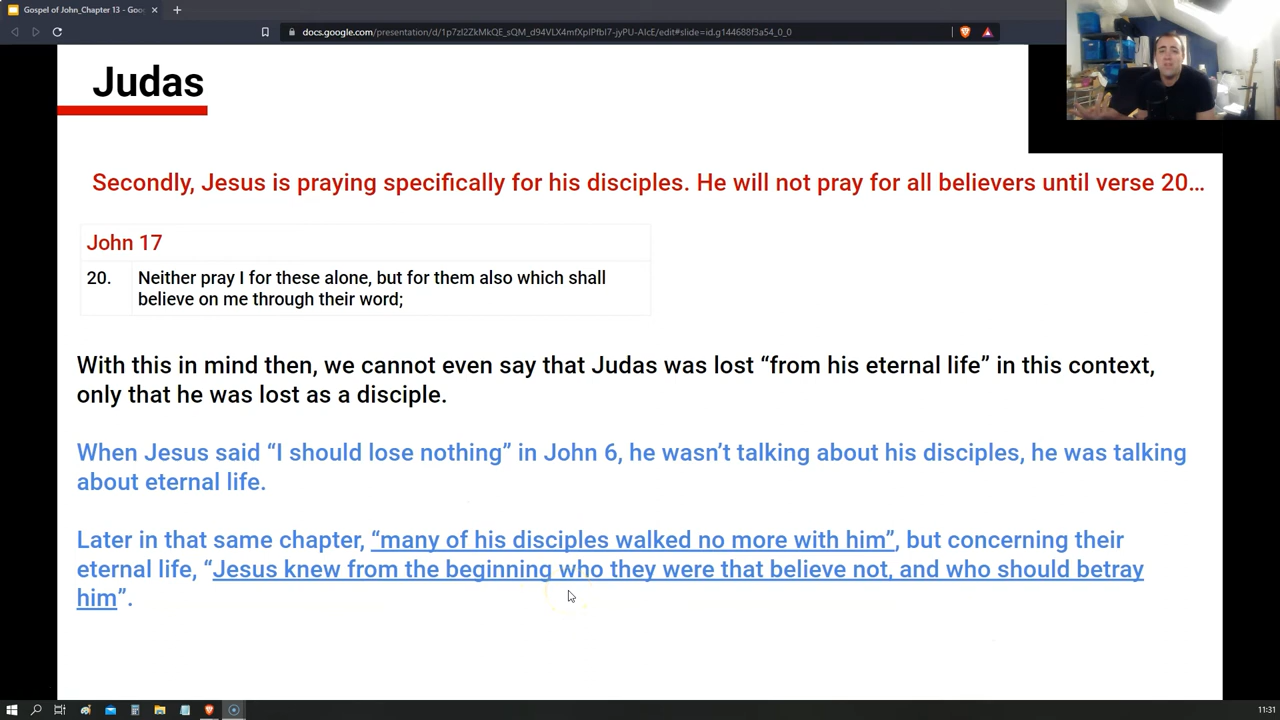 Gospel of John_Chapter 13 - Goo
docs.google.com/presentation/d/1p7zl2ZkMkQE_sQM_d94VLX4mfXplPfbI7-jyPU-AlcE/edit#slide=id.g144688f3a54_0_0
Judas
Secondly, Jesus is praying specifically for his disciples. He will not pray for all believers until verse 20…
John 17
20. Neither pray I for these alone, but for them also which shall
believe on me through their word;
With this in mind then, we cannot even say that Judas was lost “from his eternal life” in this context,
only that he was lost as a disciple.
When Jesus said “I should lose nothing” in John 6, he wasn’t talking about his disciples, he was talking
about eternal life.
Later in that same chapter, “many of his disciples walked no more with him”, but concerning their
eternal life, “Jesus knew from the beginning who they were that believe not, and who should betray
him”.
11:31